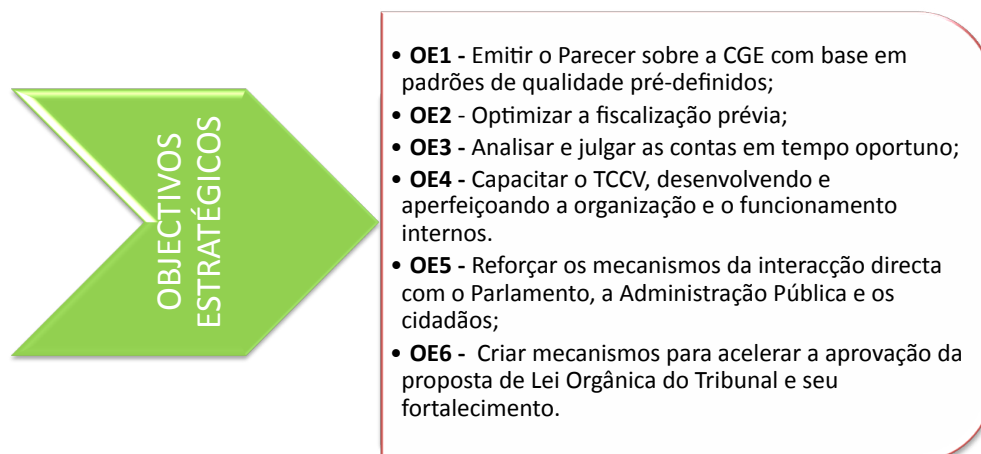 OBJECTIVOS
ESTRATÉGICOS
• OE1 - Emitir o Parecer sobre a CGE com base em
padrões de qualidade pré-definidos;
• OE2 - Optimizar a fiscalização prévia;
• OE3 - Analisar e julgar as contas em tempo oportuno;
• OE4 - Capacitar o TCCV, desenvolvendo e
aperfeiçoando a organização e o funcionamento
internos.
• OE5 - Reforçar os mecanismos da interacção directa
com o Parlamento, a Administração Pública e os
cidadãos;
• OE6 - Criar mecanismos para acelerar a aprovação da
proposta de Lei Orgânica do Tribunal e seu
fortalecimento.